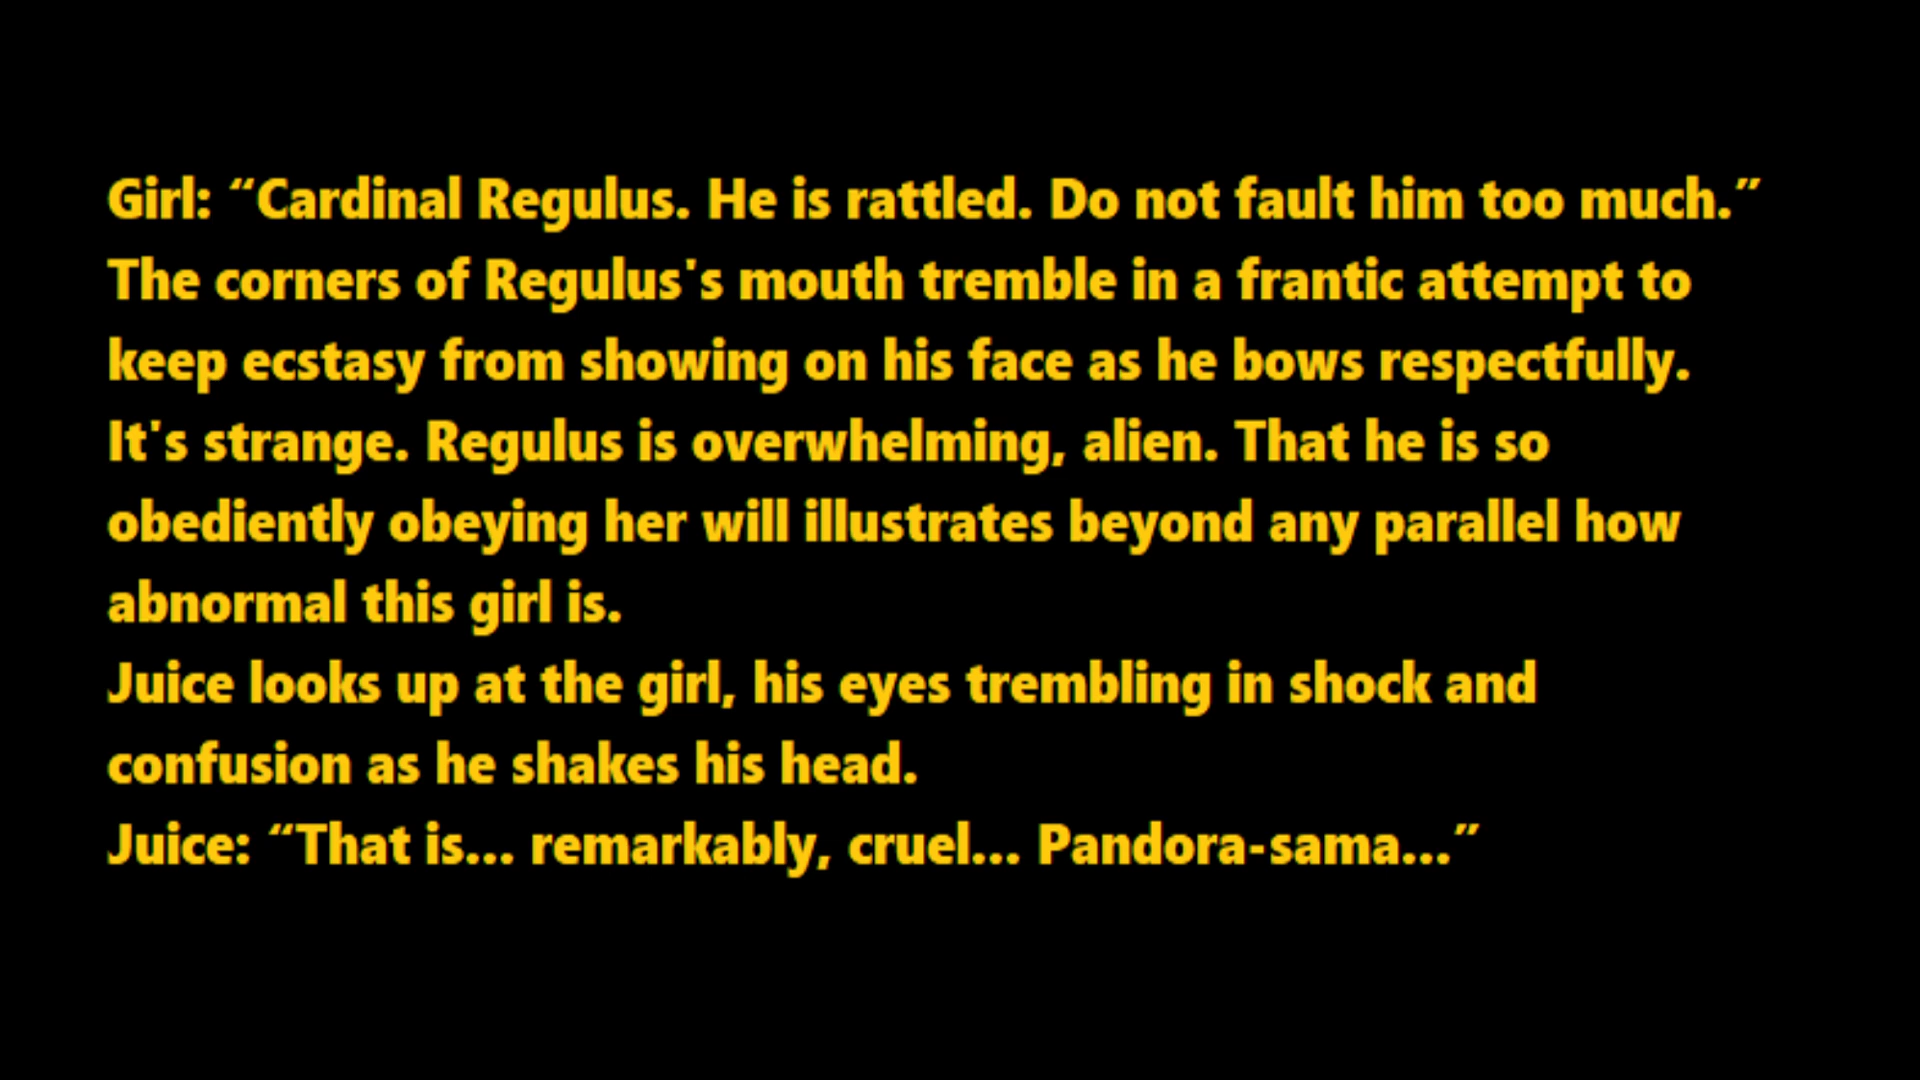 Girl: “Cardinal Regulus. He is rattled. Do not fault him too much.”
The corners of Regulus's mouth tremble in a frantic attempt to
keep ecstasy from showing on his face as he bows respectfully.
It's strange. Regulus is overwhelming, alien. That he is so
obediently obeying her will illustrates beyond any parallel how
abnormal this girl is.
Juice looks up at the girl, his eyes trembling in shock and
confusion as he shakes his head.
Juice: “That is... remarkably, cruel... Pandora-sama...”